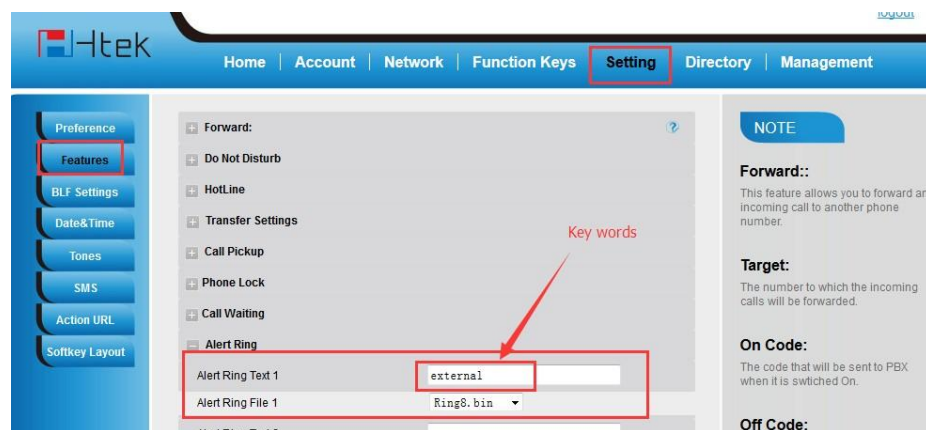 logout
Htek
Home | Account | Network | Function Keys Setting Directory | Management
Preference
Features
BLF Settings
Date&Time
Tones
SMS
Action URL
Softkey Layout
Forward:
Do Not Disturb
HotLine
Transfer Settings
Call Pickup
Phone Lock
Call Waiting
Alert Ring
Alert Ring Text 1 external
Alert Ring File 1 Ring8.bin
Key words
NOTE
Forward::
This feature allows you to forward an
incoming call to another phone
number.
Target:
The number to which the incoming
calls will be forwarded.
On Code:
The code that will be sent to PBX
when it is swtiched On.
Off Code: